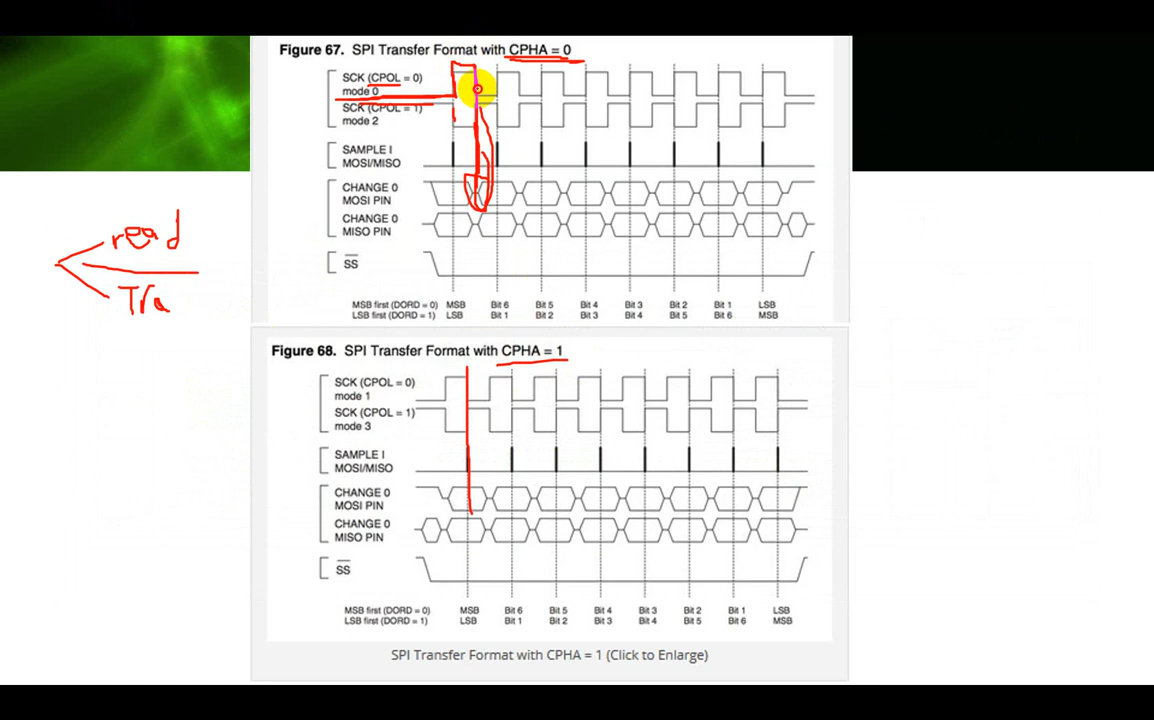 Figure 67. SPI Transfer Format with CPHA = 0
SCK (CPOL = 0)
mode 0
SCK (CPOL = 1)
mode 2
SAMPLE I
MOSI/MISO
CHANGE 0
MOSI PIN
CHANGE 0
MISO PIN
SS
MSB first (DORD = 0) MSB Bit 6 Bit 5 Bit 4 Bit 3 Bit 2 Bit 1 LSB
LSB first (DORD = 1) LSB Bit 1 Bit 2 Bit 3 Bit 4 Bit 5 Bit 6 MSB
read
Tra
Figure 68. SPI Transfer Format with CPHA = 1
SCK (CPOL = 0)
mode 1
SCK (CPOL = 1)
mode 3
SAMPLE I
MOSI/MISO
CHANGE 0
MOSI PIN
CHANGE 0
MISO PIN
SS
MSB first (DORD = 0) MSB Bit 6 Bit 5 Bit 4 Bit 3 Bit 2 Bit 1 LSB
LSB first (DORD = 1) LSB Bit 1 Bit 2 Bit 3 Bit 4 Bit 5 Bit 6 MSB
SPI Transfer Format with CPHA = 1 (Click to Enlarge)